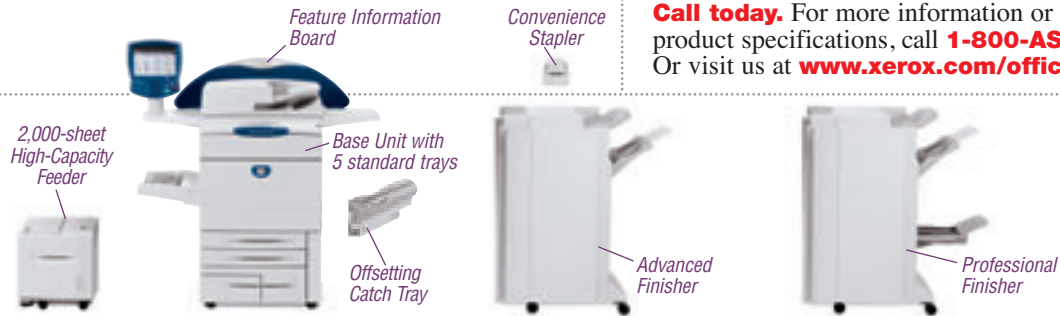 Feature Information
Board
Convenience
Stapler
Call today. For more information or
product specifications, call 1-800-AS
Or visit us at www.xerox.com/offic
2,000-sheet
High-Capacity
Feeder
Base Unit with
5 standard trays
Offsetting
Catch Tray
Advanced
Finisher
Professional
Finisher